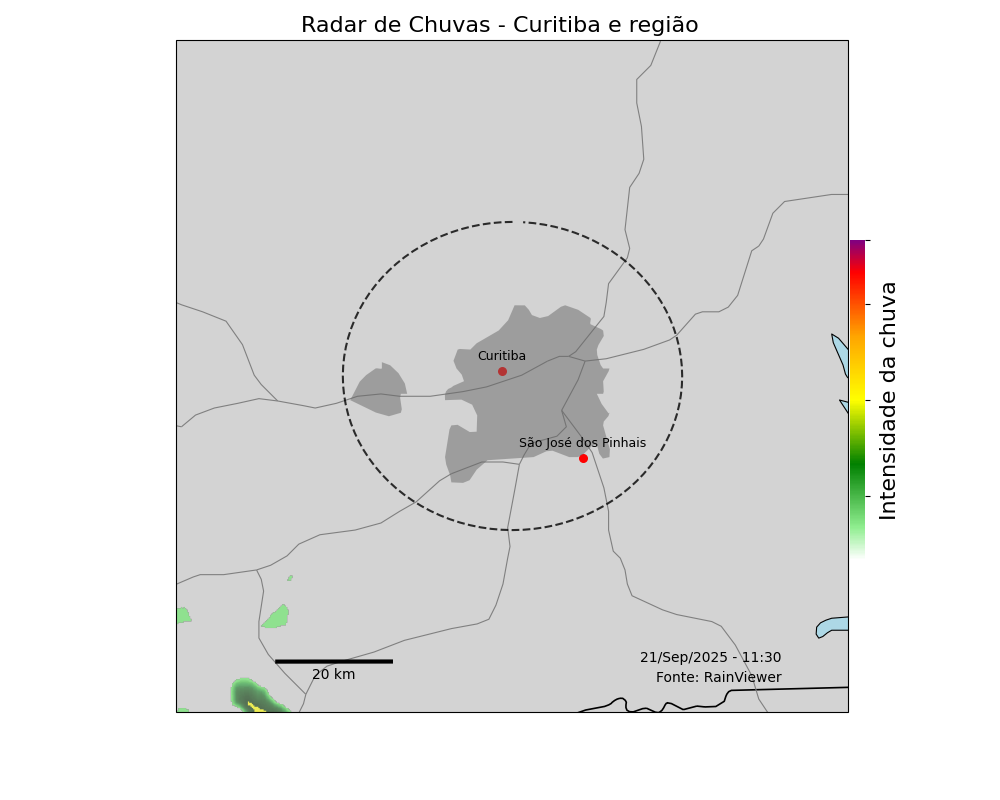 Radar de Chuvas - Curitiba e região
Curitiba
São José dos Pinhais
Intensidade da chuva
21/Sep/2025 - 11:30
Fonte: RainViewer
20 km